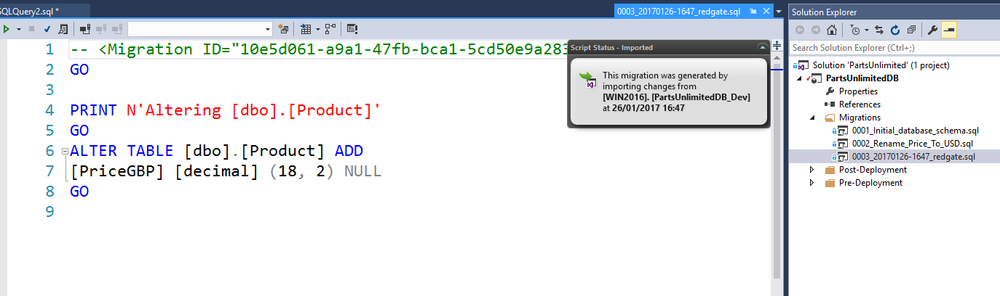 SQLQuery2.sql *
0003_20170126-1647_redgate.sql
1 -- <Migration ID="10e5d061-a9a1-47fb-bca1-5cd50e9a283
2 GO
3
4 PRINT N'Altering [dbo].[Product]'
5 GO
6 ALTER TABLE [dbo].[Product] ADD
7 [PriceGBP] [decimal] (18, 2) NULL
8 GO
9
Script Status - Imported
This migration was generated by
importing changes from
[WIN2016]. [PartsUnlimitedDB_Dev]
at 26/01/2017 16:47
Solution Explorer
Search Solution Explorer (Ctrl+;)
Solution 'PartsUnlimited' (1 project)
PartsUnlimitedDB
Properties
References
Migrations
0001_Initial_database_schema.sql
0002_Rename_Price_To_USD.sql
0003_20170126-1647_redgate.sql
Post-Deployment
Pre-Deployment